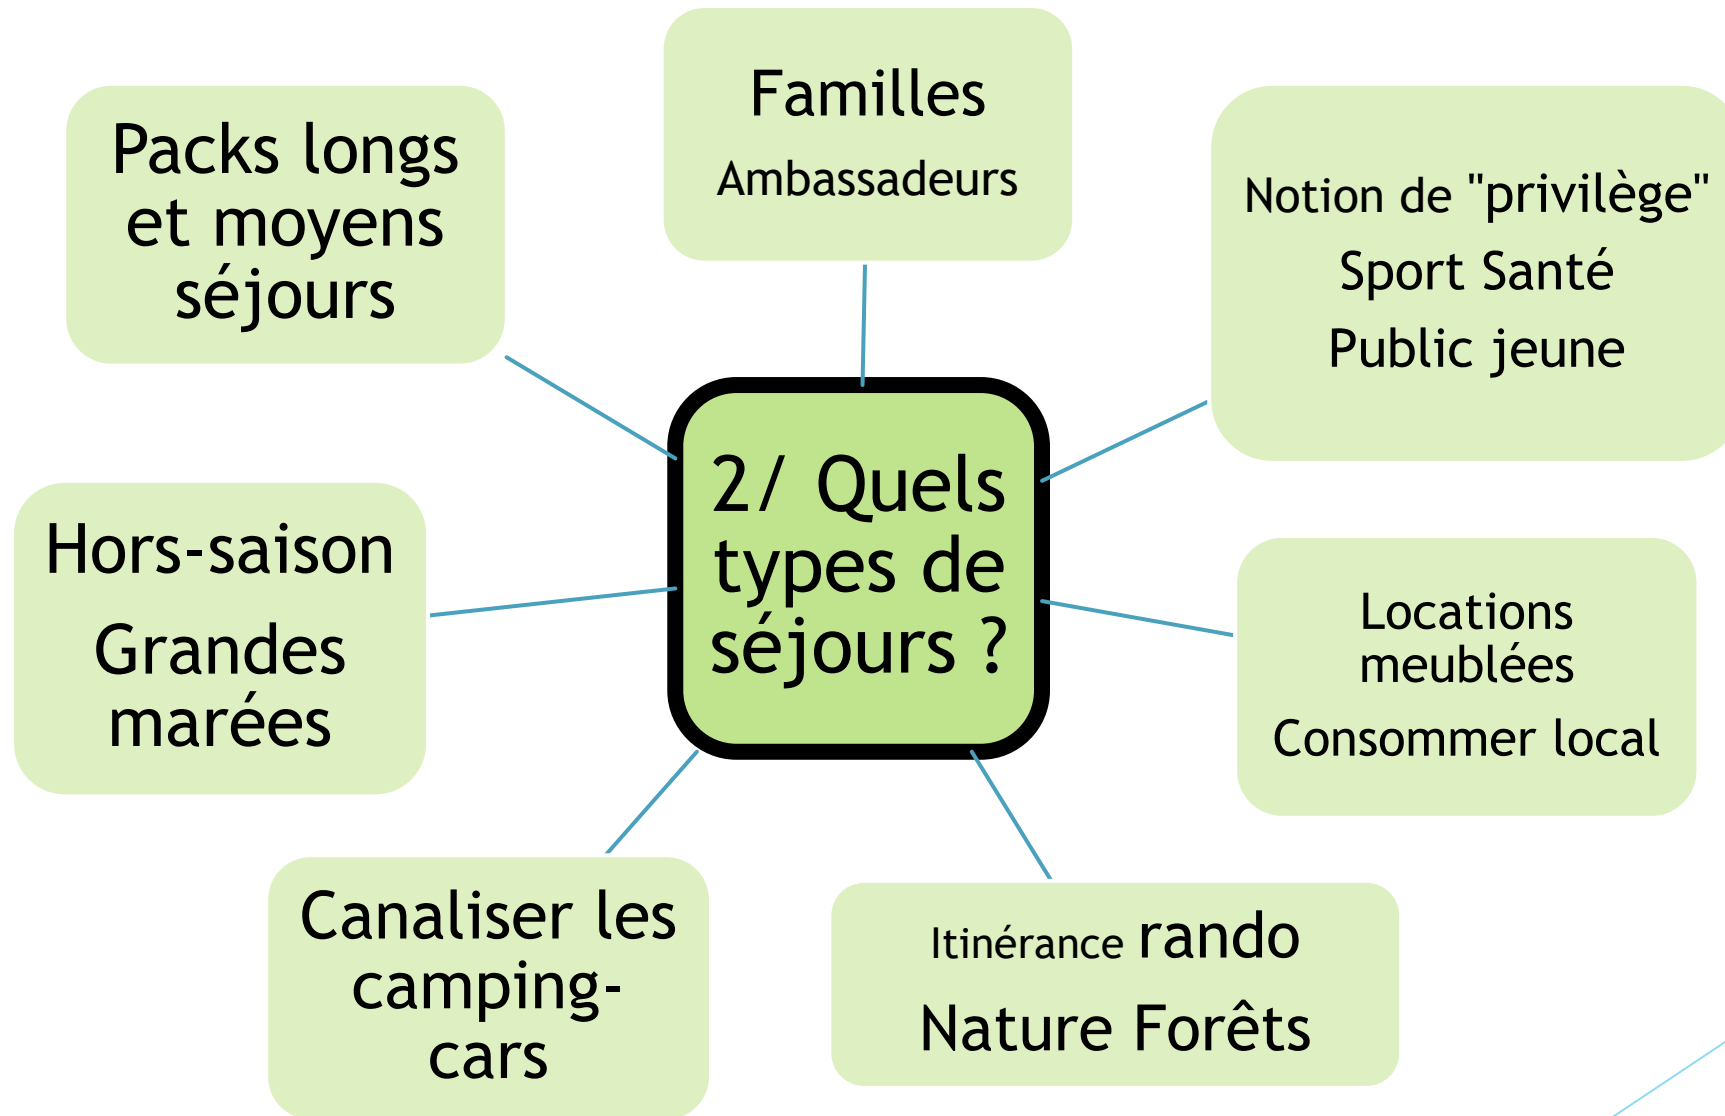 Familles
Ambassadeurs
Packs longs
et moyens
séjours
Notion de "privilège"
Sport Santé
Public jeune
2/ Quels
types de
séjours ?
Hors-saison
Grandes
marées
Locations
meublées
Consommer local
Canaliser les
camping-
cars
Itinérance rando
Nature Forêts